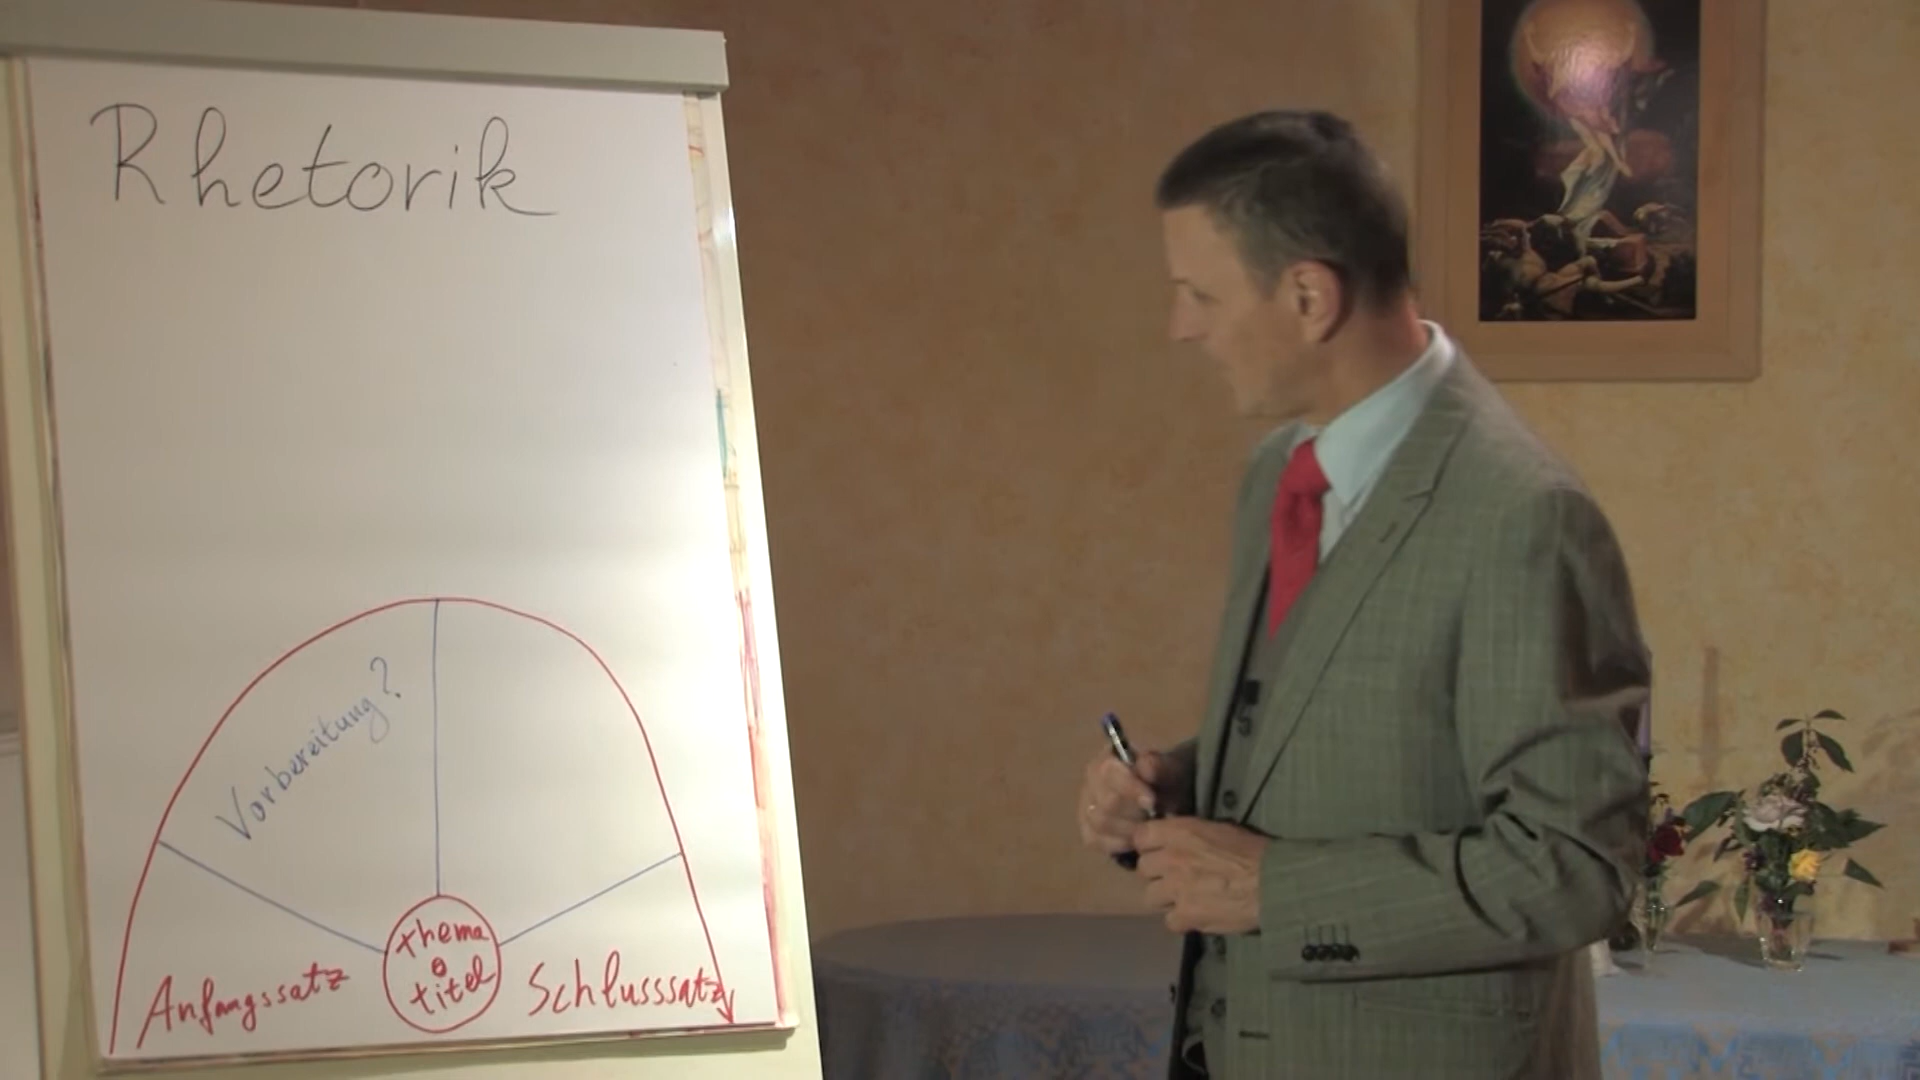 Rhetorik
Vorbereitung?
Anfangssatz
thema
titel
Schlusssatz